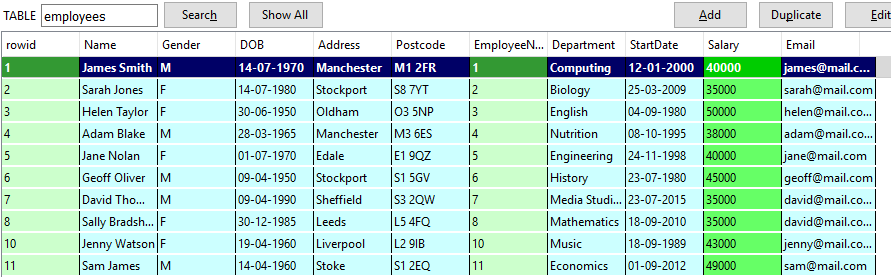 TABLE employees Search Show All Add Duplicate Edit
rowid Name Gender DOB Address Postcode EmployeeN... Department StartDate Salary Email
1 James Smith M 14-07-1970 Manchester M1 2FR 1 Computing 12-01-2000 40000 james@mail.c...
2 Sarah Jones F 14-07-1980 Stockport S8 7YT 2 Biology 25-03-2009 35000 sarah@mail.com
3 Helen Taylor F 30-06-1950 Oldham O3 5NP 3 English 04-09-1980 50000 helen@mail.co...
4 Adam Blake M 28-03-1965 Manchester M3 6ES 4 Nutrition 08-10-1995 38000 adam@mail.co...
5 Jane Nolan F 01-07-1970 Edale E1 9QZ 5 Engineering 24-11-1998 40000 jane@mail.com
6 Geoff Oliver M 09-04-1950 Stockport S1 5GV 6 History 23-07-1980 45000 geoff@mail.com
7 David Tho... M 09-04-1990 Sheffield S3 2QW 7 Media Studi... 23-07-2015 35000 david@mail.co...
8 Sally Bradsh... F 30-12-1985 Leeds L5 4FQ 8 Mathematics 18-09-2010 35000 david@mail.co...
10 Jenny Watson F 19-04-1960 Liverpool L2 9IB 10 Music 18-09-1989 43000 jenny@mail.co...
11 Sam James M 19-04-1960 Stoke S1 2EQ 11 Economics 01-09-2012 49000 sam@mail.com